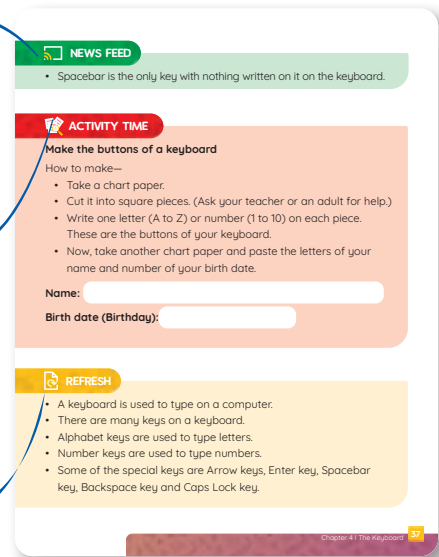 NEWS FEED
• Spacebar is the only key with nothing written on it on the keyboard.
ACTIVITY TIME
Make the buttons of a keyboard
How to make—
• Take a chart paper.
• Cut it into square pieces. (Ask your teacher or an adult for help.)
• Write one letter (A to Z) or number (1 to 10) on each piece.
These are the buttons of your keyboard.
• Now, take another chart paper and paste the letters of your
name and number of your birth date.
Name:
Birth date (Birthday):
REFRESH
• A keyboard is used to type on a computer.
• There are many keys on a keyboard.
• Alphabet keys are used to type letters.
• Number keys are used to type numbers.
• Some of the special keys are Arrow keys, Enter key, Spacebar
key, Backspace key and Caps Lock key.
Chapter 4 I The Keyboard 37